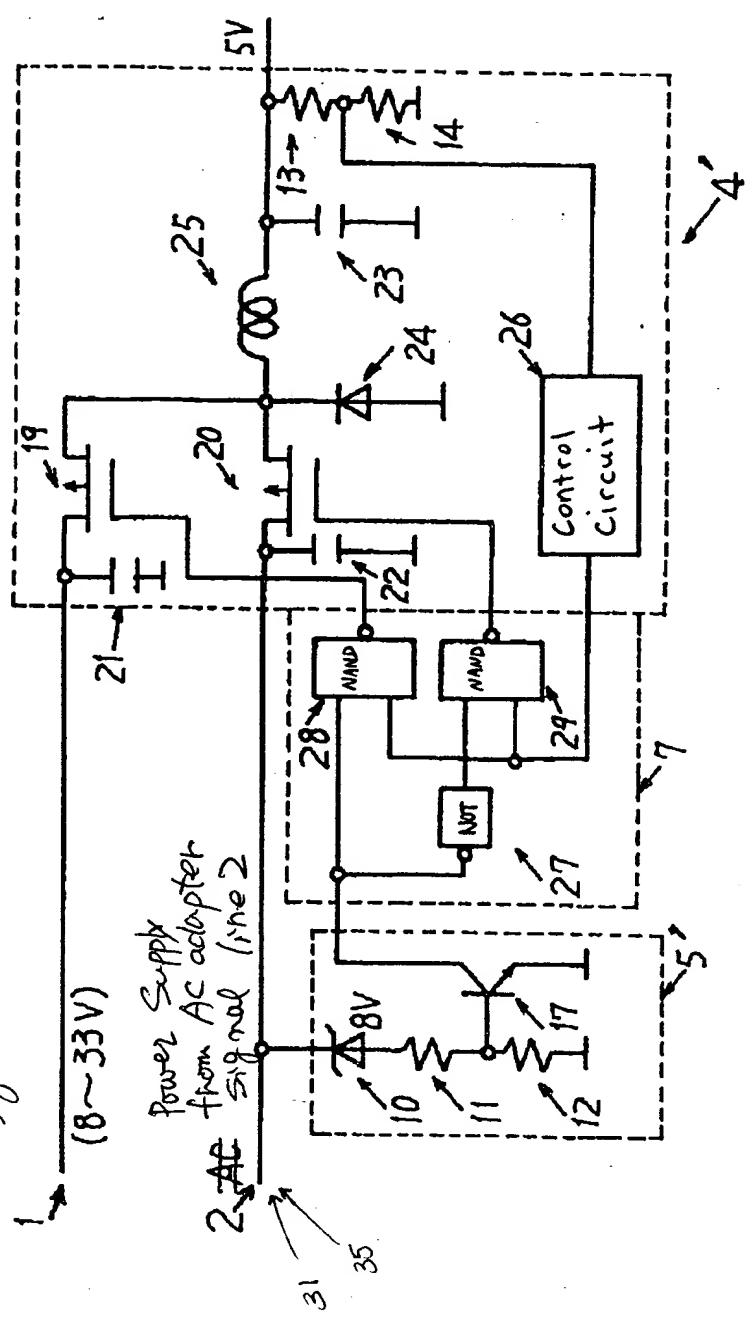 1
(8~33V)
21
19
25
5V
13
14
2 AC
Power Supply
from AC adapter
signal line 2
31
35
20
22
24
23
4'
8V
10
11
12
17
5'
28
NAND
NAND
29
NOT
27
7
26
Control
Circuit